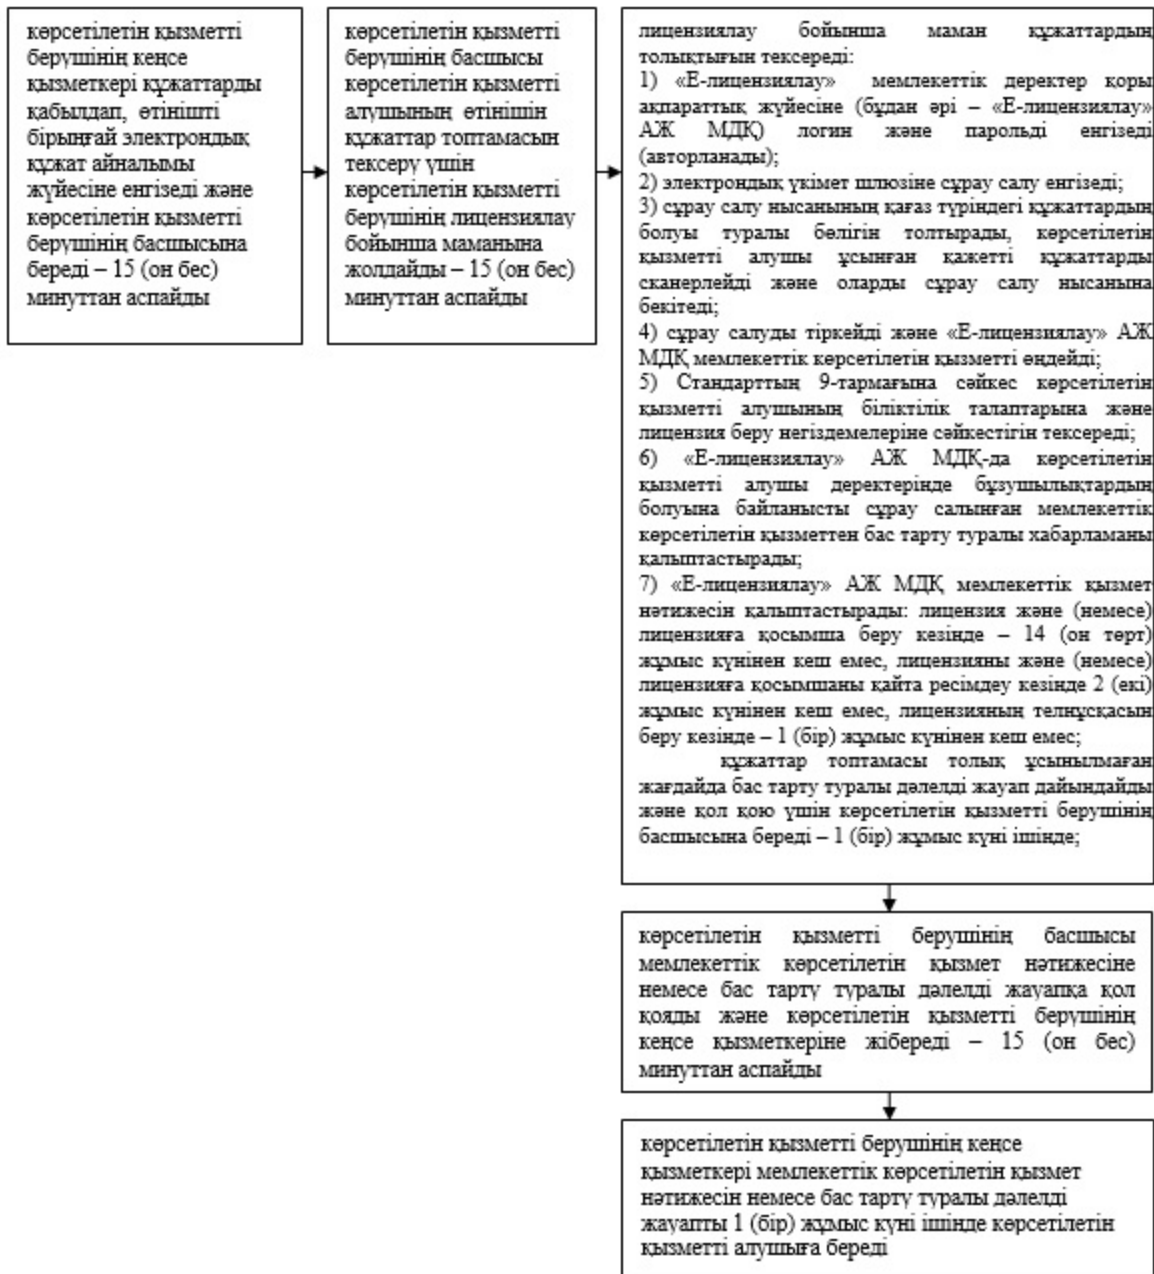 көрсетілетін қызметті
берушінің кеңсе
қызметкері құжаттарды
қабылдап, өтінішті
бірыңғай электрондық
құжат айналымы
жүйесіне енгізеді және
көрсетілетін қызметті
берушінің басшысына
береді – 15 (он бес)
минуттан аспайды
көрсетілетін қызметті
берушінің басшысы
көрсетілетін қызметті
алушының өтінішін
құжаттар топтамасын
тексеру үшін
көрсетілетін қызметті
берушінің лицензиялау
бойынша маманына
жолдайды – 15 (он бес)
минуттан аспайды
лицензиялау бойынша маман құжаттардың
толықтығын тексереді:
1) «Е-лицензиялау» мемлекеттік деректер қоры
ақпараттық жүйесіне (бұдан әрі – «Е-лицензиялау»
АЖ МДҚ) логин және парольді енгізеді
(авторланады);
2) электрондық үкімет шлюзіне сұрау салу енгізеді;
3) сұрау салу нысанының қағаз түріндегі құжаттардың
болуы туралы бөлігін толтырады, көрсетілетін
қызметті алушы ұсынған қажетті құжаттарды
сканерлейді және оларды сұрау салу нысанына
бекітеді;
4) сұрау салуды тіркейді және «Е-лицензиялау» АЖ
МДҚ мемлекеттік көрсетілетін қызметті өңдейді;
5) Стандарттың 9-тармағына сәйкес көрсетілетін
қызметті алушының біліктілік талаптарына және
лицензия беру негіздемелеріне сәйкестігін тексереді;
6) «Е-лицензиялау» АЖ МДҚ-да көрсетілетін
қызметті алушы деректерінде бұзушылықтардың
болуына байланысты сұрау салынған мемлекеттік
көрсетілетін қызметтен бас тарту туралы хабарламаны
қалыптастырады;
7) «Е-лицензиялау» АЖ МДҚ мемлекеттік қызмет
нәтижесін қалыптастырады: лицензия және (немесе)
лицензияға қосымша беру кезінде – 14 (он төрт)
жұмыс күнінен кеш емес, лицензияны және (немесе)
лицензияға қосымшаны қайта ресімдеу кезінде 2 (екі)
жұмыс күнінен кеш емес, лицензияның телнұсқасын
беру кезінде – 1 (бір) жұмыс күнінен кеш емес;
құжаттар топтамасы толық ұсынылмаған
жағдайда бас тарту туралы дәлелді жауап дайындайды
және қол қою үшін көрсетілетін қызметті берушінің
басшысына береді – 1 (бір) жұмыс күні ішінде;
көрсетілетін қызметті берушінің басшысы
мемлекеттік көрсетілетін қызмет нәтижесіне
немесе бас тарту туралы дәлелді жауапқа қол
қояды және көрсетілетін қызметті берушінің
кеңсе қызметкеріне жібереді – 15 (он бес)
минуттан аспайды
көрсетілетін қызметті берушінің кеңсе
қызметкері мемлекеттік көрсетілетін қызмет
нәтижесін немесе бас тарту туралы дәлелді
жауапты 1 (бір) жұмыс күні ішінде көрсетілетін
қызметті алушыға береді